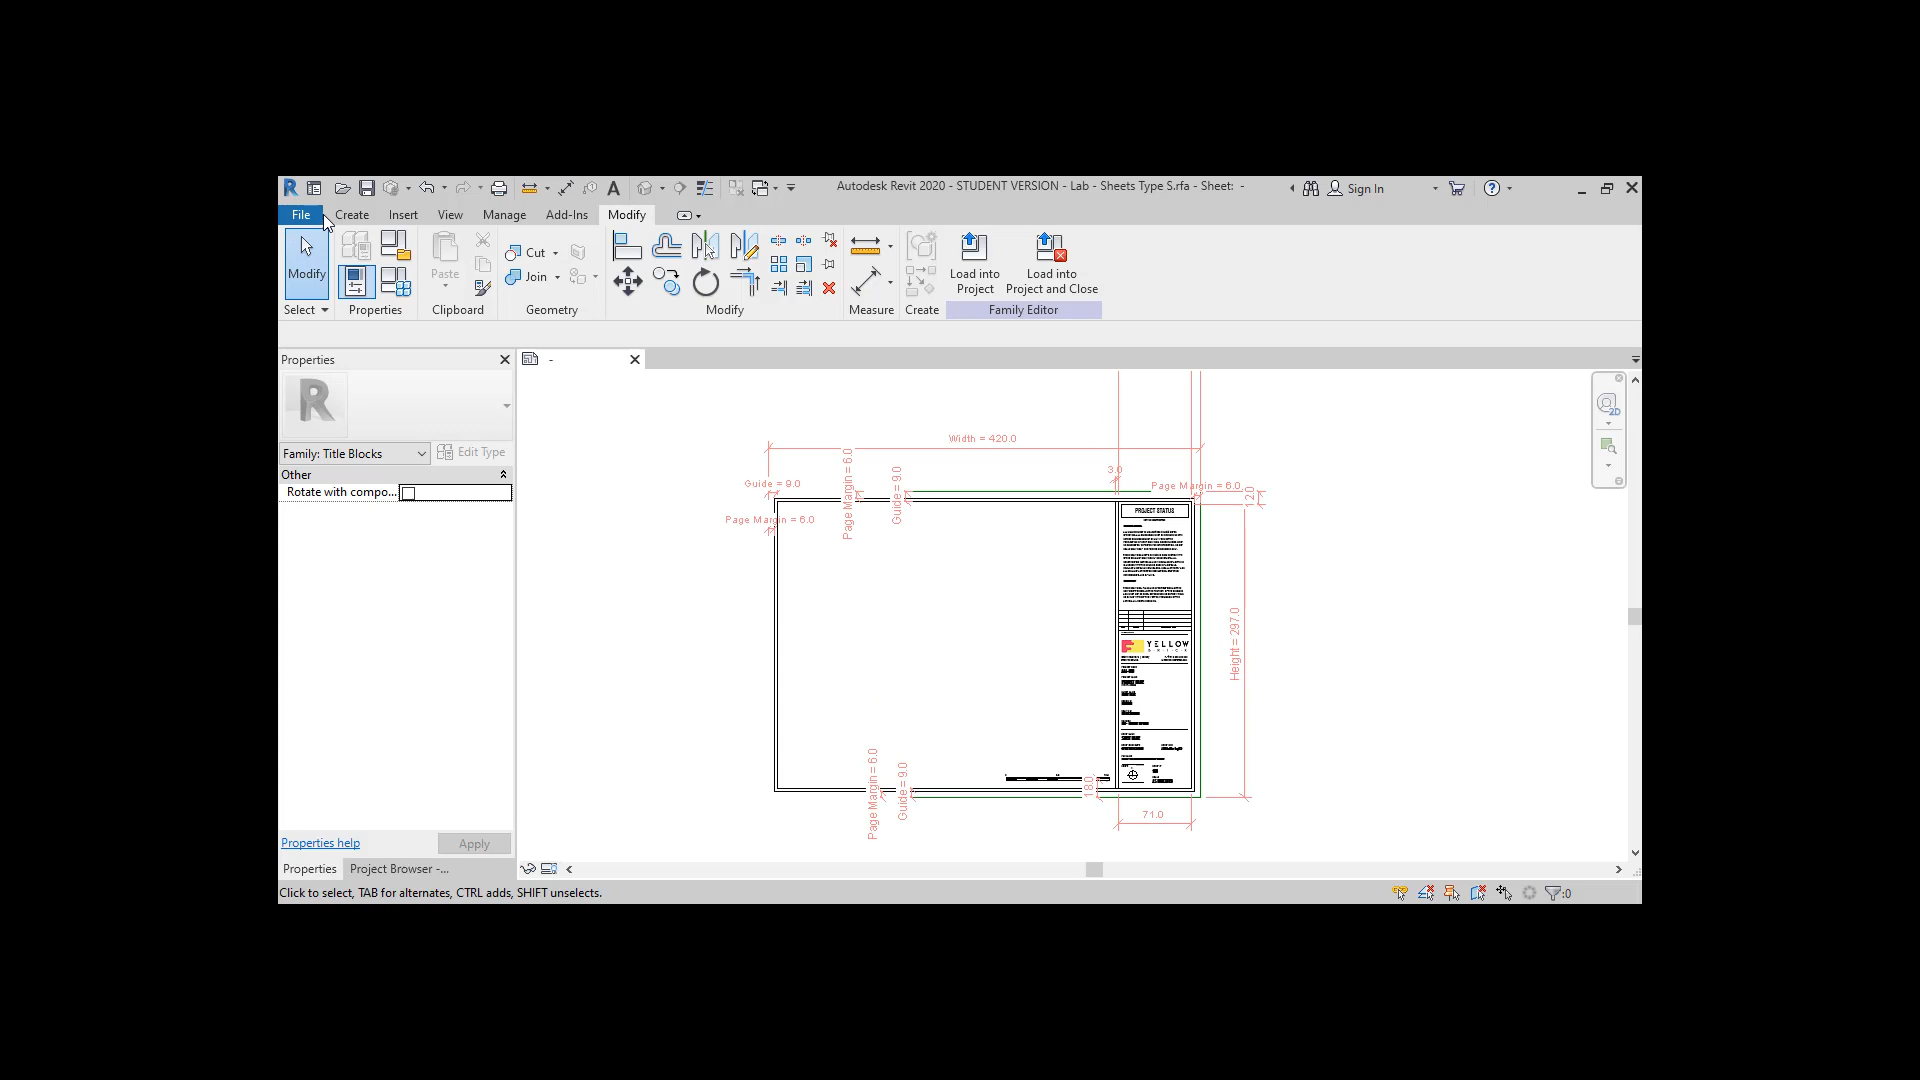 Autodesk Revit 2020 - STUDENT VERSION - Lab - Sheets Type S.rfa - Sheet: -
Sign In
File Create Insert View Manage Add-Ins Modify
Modify
Paste
Cut
Join
Load into Project
Load into Project and Close
Select Properties Clipboard Geometry Modify Measure Create Family Editor
Properties
-
Family: Title Blocks
Edit Type
Other
Rotate with compo...
Width = 420.0
Guide = 9.0
Page Margin = 6.0
Page Margin = 6.0
Guide = 9.0
3.0
Page Margin = 6.0
12.0
PROJECT STATUS
YELLOW
BRICK
Height = 297.0
Page Margin = 6.0
Guide = 9.0
18.0
71.0
Properties help
Apply
Properties
Project Browser -...
Click to select, TAB for alternates, CTRL adds, SHIFT unselects.
:0
2D